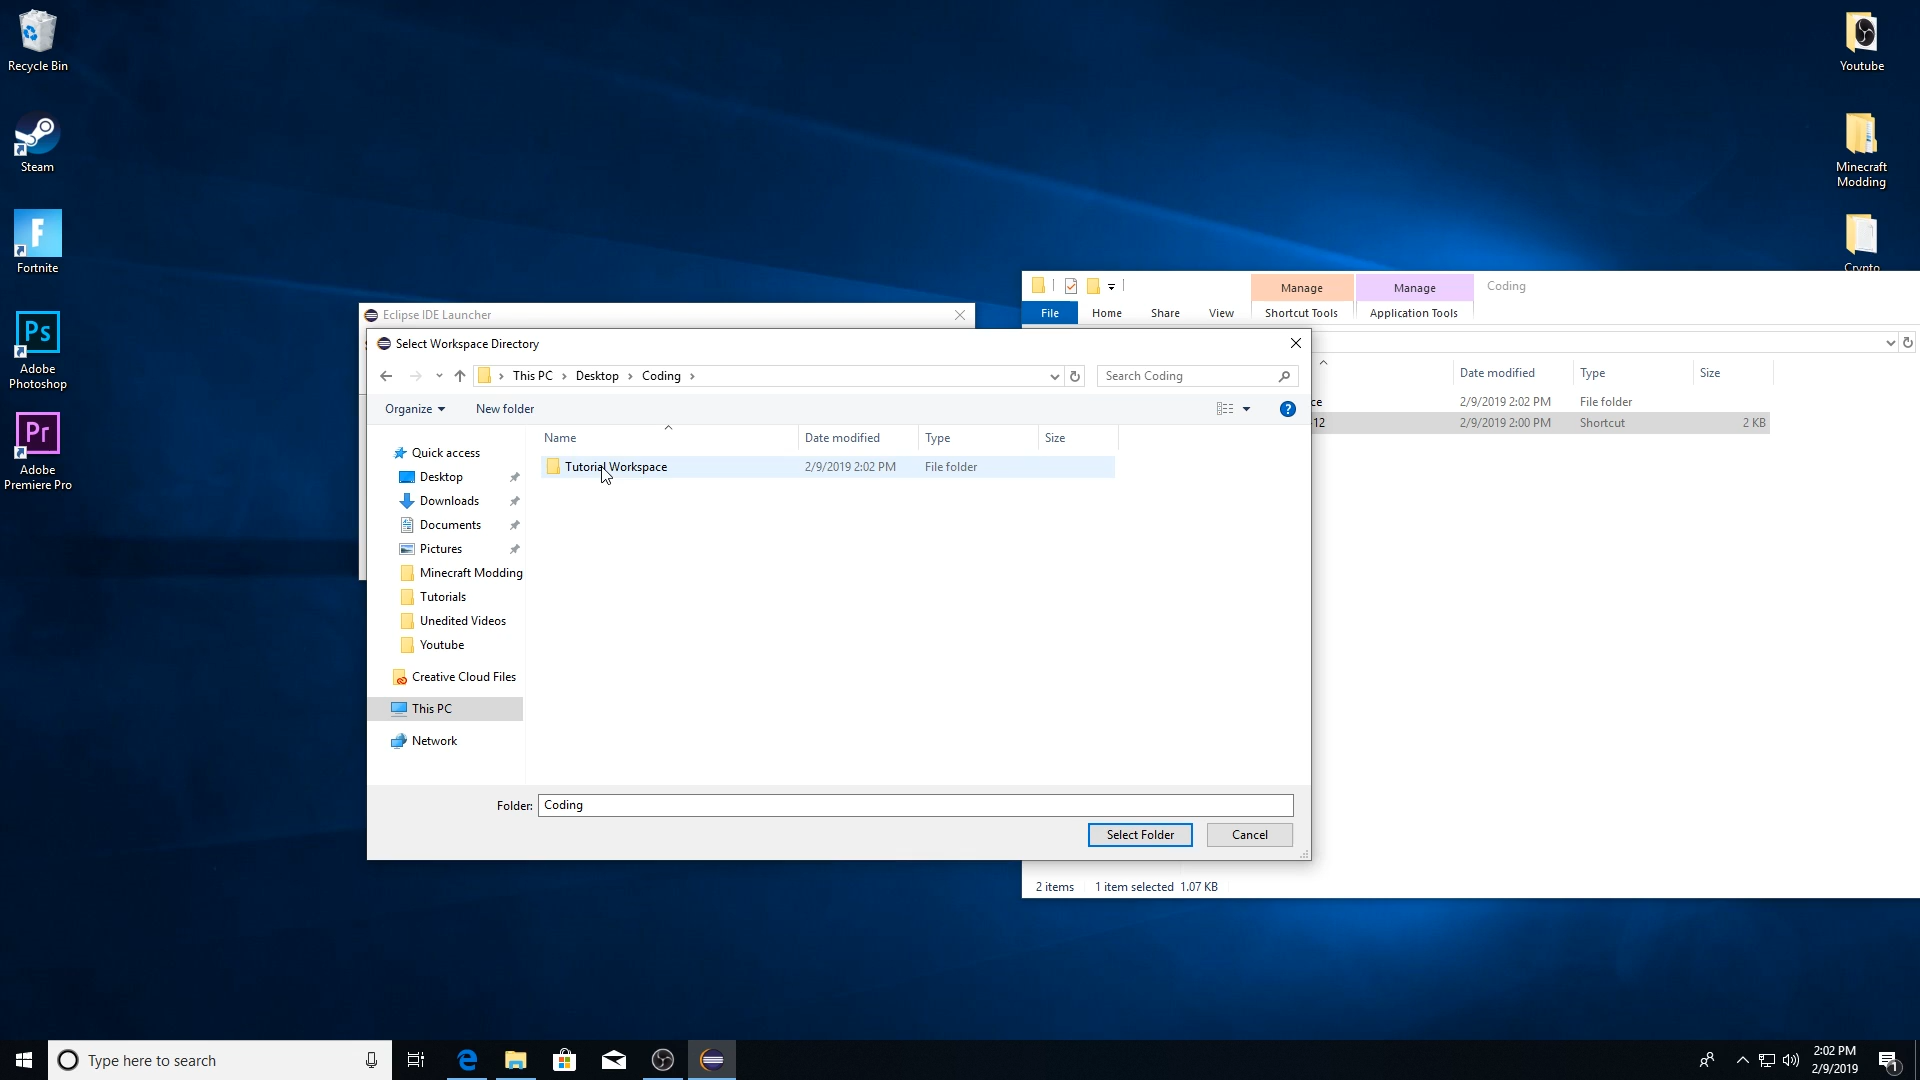 Recycle Bin
Steam
Fortnite
Ps
Adobe
Photoshop
Pr
Adobe
Premiere Pro
Youtube
Minecraft
Modding
Crypto
Eclipse IDE Launcher
Manage
Manage
Coding
File
Home
Share
View
Shortcut Tools
Application Tools
Date modified
Type
Size
2/9/2019 2:02 PM
File folder
12
2/9/2019 2:00 PM
Shortcut
2 KB
2 items
1 item selected 1.07 KB
Select Workspace Directory
This PC
Desktop
Coding
Search Coding
Organize
New folder
Name
Date modified
Type
Size
Tutorial Workspace
2/9/2019 2:02 PM
File folder
Quick access
Desktop
Downloads
Documents
Pictures
Minecraft Modding
Tutorials
Unedited Videos
Youtube
Creative Cloud Files
This PC
Network
Folder:
Coding
Select Folder
Cancel
Type here to search
2:02 PM
2/9/2019
1